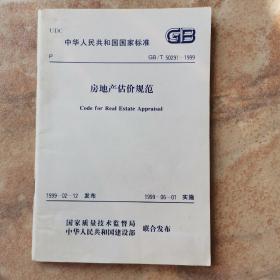 UDC
中华人民共和国国家标准
GB
P
GB/T 50291-1999
房地产估价规范
Code for Real Estate Appraisal
1999-02-12 发布
1999-06-01 实施
国家质量技术监督局
中华人民共和国建设部
联合发布